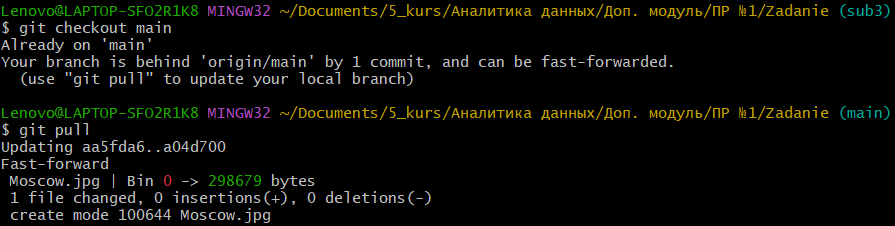 Lenovo@LAPTOP-SFO2R1K8 MINGW32 ~/Documents/5_kurs/Аналитика данных/Доп. модуль/ПР №1/Zadanie (sub3)
$ git checkout main
Already on 'main'
Your branch is behind 'origin/main' by 1 commit, and can be fast-forwarded.
  (use "git pull" to update your local branch)
Lenovo@LAPTOP-SFO2R1K8 MINGW32 ~/Documents/5_kurs/Аналитика данных/Доп. модуль/ПР №1/Zadanie (main)
$ git pull
Updating aa5fda6..a04d700
Fast-forward
 Moscow.jpg | Bin 0 -> 298679 bytes
 1 file changed, 0 insertions(+), 0 deletions(-)
 create mode 100644 Moscow.jpg